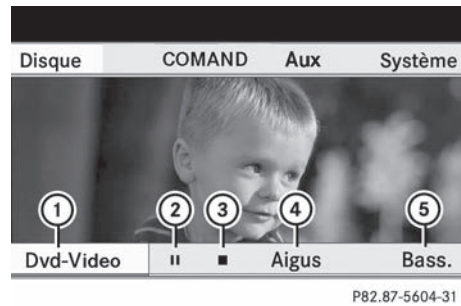 Disque COMAND Aux Système
1 2 3 4 5
Dvd-Video Aigus Bass.
P82.87-5604-31